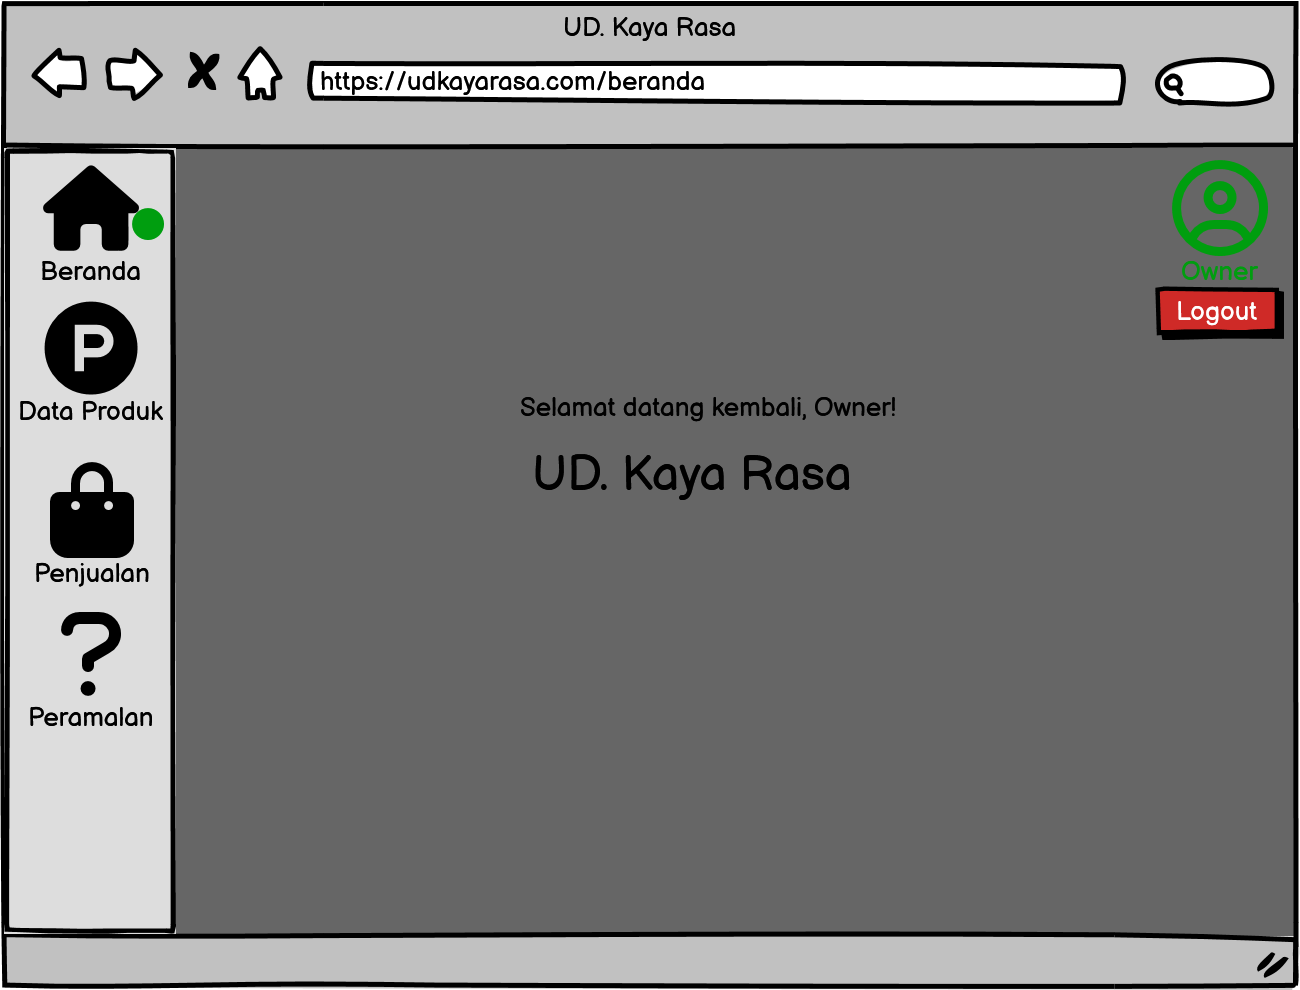 UD. Kaya Rasa
https://udkayarasa.com/beranda
Beranda
P
Data Produk
Penjualan
?
Peramalan
Owner
Logout
Selamat datang kembali, Owner!
UD. Kaya Rasa